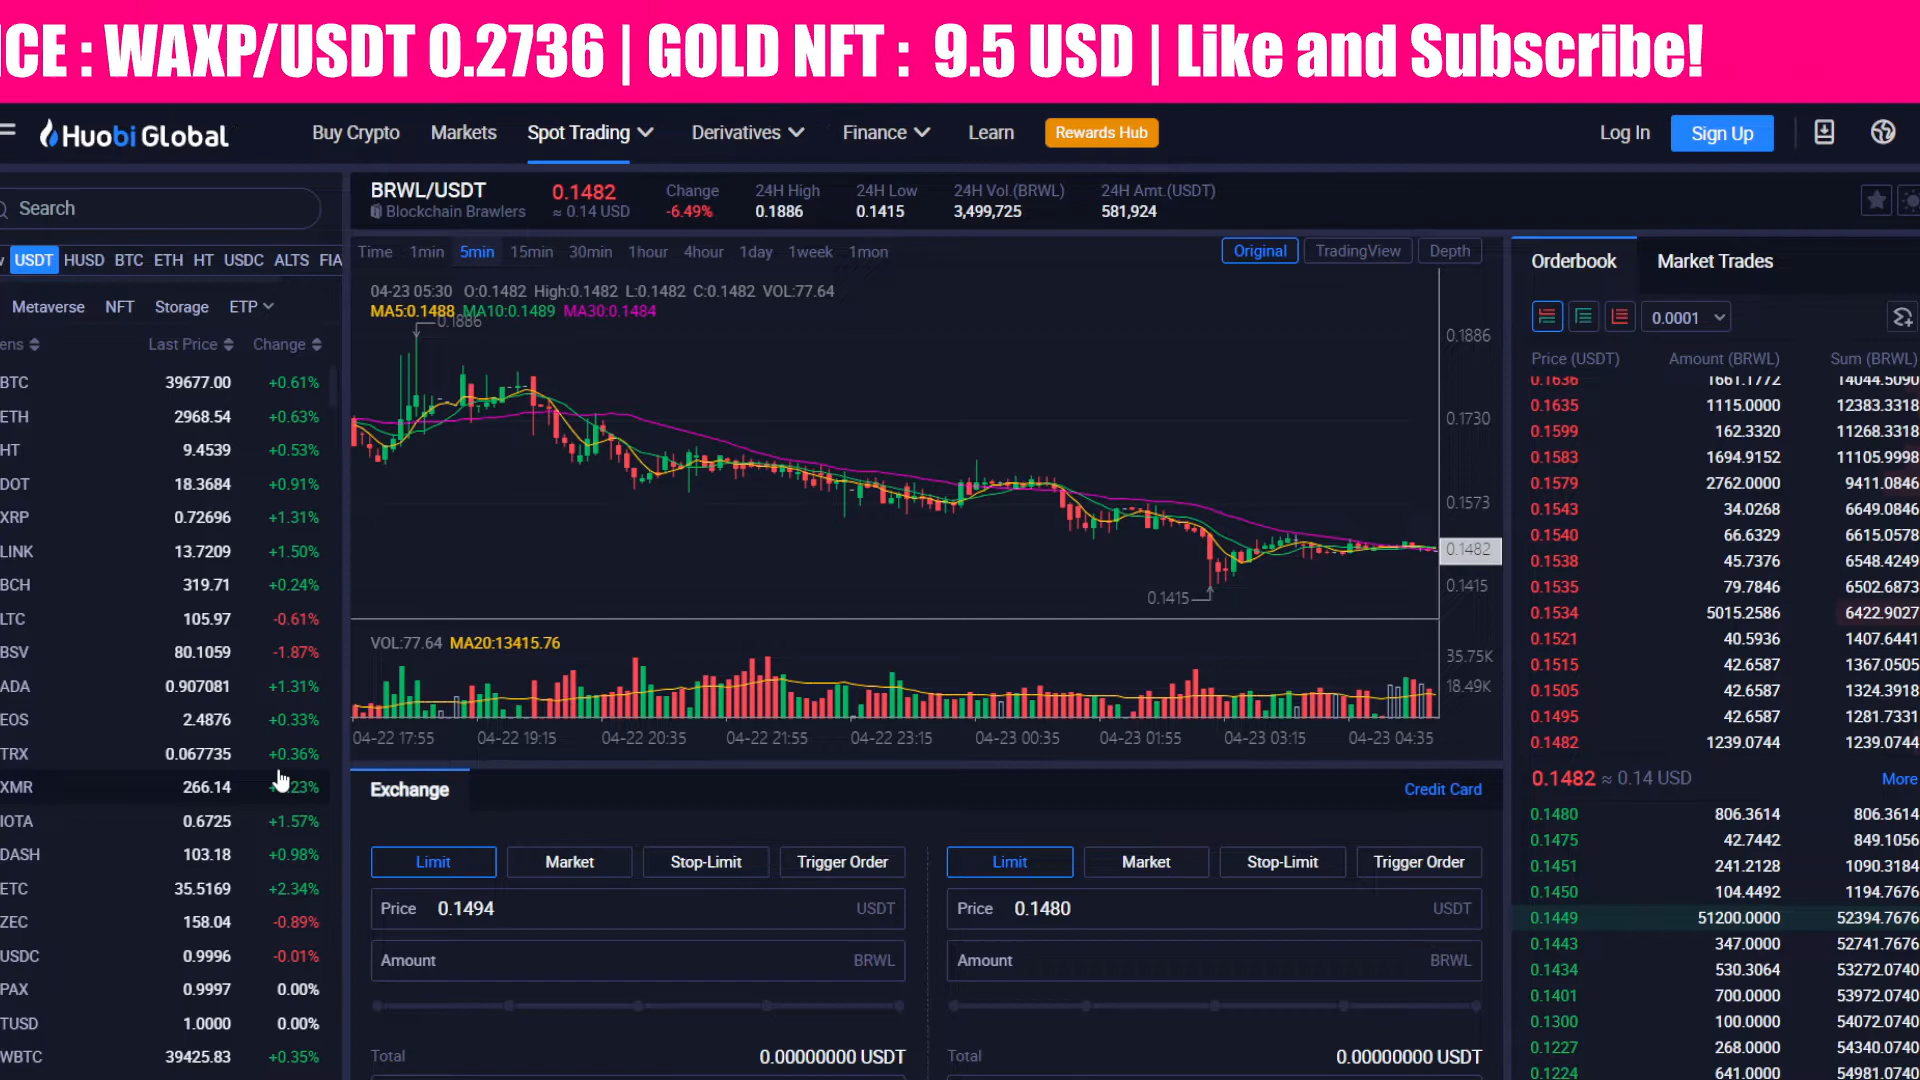 ICE : WAXP/USDT 0.2736 | GOLD NFT : 9.5 USD | Like and Subscribe!
Huobi Global
Buy Crypto Markets Spot Trading Derivatives Finance Learn Rewards Hub Log In Sign Up
Search
USDT HUSD BTC ETH HT USDC ALTS FIA
Metaverse NFT Storage ETP
ens Last Price Change
BTC 39677.00 +0.61%
ETH 2968.54 +0.63%
HT 9.4539 +0.53%
DOT 18.3684 +0.91%
XRP 0.72696 +1.31%
LINK 13.7209 +1.50%
BCH 319.71 +0.24%
LTC 105.97 -0.61%
BSV 80.1059 -1.87%
ADA 0.907081 +1.31%
EOS 2.4876 +0.33%
TRX 0.067735 +0.36%
XMR 266.14 23%
IOTA 0.6725 +1.57%
DASH 103.18 +0.98%
ETC 35.5169 +2.34%
ZEC 158.04 -0.89%
USDC 0.9996 -0.01%
PAX 0.9997 0.00%
TUSD 1.0000 0.00%
WBTC 39425.83 +0.35%
BRWL/USDT 0.1482 Change 24H High 24H Low 24H Vol.(BRWL) 24H Amt.(USDT)
Blockchain Brawlers ≈ 0.14 USD -6.49% 0.1886 0.1415 3,499,725 581,924
Time 1min 5min 15min 30min 1hour 4hour 1day 1week 1mon Original TradingView Depth
04-23 05:30 O:0.1482 High:0.1482 L:0.1482 C:0.1482 VOL:77.64
MA5:0.1488 MA10:0.1489 MA30:0.1484
0.1886
0.1886
0.1730
0.1573
0.1482
0.1415
0.1415
VOL:77.64 MA20:13415.76
35.75K
18.49K
04-22 17:55 04-22 19:15 04-22 20:35 04-22 21:55 04-22 23:15 04-23 00:35 04-23 01:55 04-23 03:15 04-23 04:35
Exchange Credit Card
Limit Market Stop-Limit Trigger Order
Price 0.1494 USDT
Amount BRWL
Total 0.00000000 USDT
Limit Market Stop-Limit Trigger Order
Price 0.1480 USDT
Amount BRWL
Total 0.00000000 USDT
Orderbook Market Trades
0.0001
Price (USDT) Amount (BRWL) Sum (BRWL)
0.1636 1661.1772 14044.5090
0.1635 1115.0000 12383.3318
0.1599 162.3320 11268.3318
0.1583 1694.9152 11105.9998
0.1579 2762.0000 9411.0846
0.1543 34.0268 6649.0846
0.1540 66.6329 6615.0578
0.1538 45.7376 6548.4249
0.1535 79.7846 6502.6873
0.1534 5015.2586 6422.9027
0.1521 40.5936 1407.6441
0.1515 42.6587 1367.0505
0.1505 42.6587 1324.3918
0.1495 42.6587 1281.7331
0.1482 1239.0744 1239.0744
0.1482 ≈ 0.14 USD More
0.1480 806.3614 806.3614
0.1475 42.7442 849.1056
0.1451 241.2128 1090.3184
0.1450 104.4492 1194.7676
0.1449 51200.0000 52394.7676
0.1443 347.0000 52741.7676
0.1434 530.3064 53272.0740
0.1401 700.0000 53972.0740
0.1300 100.0000 54072.0740
0.1227 268.0000 54340.0740
0.1224 641.0000 54981.0740